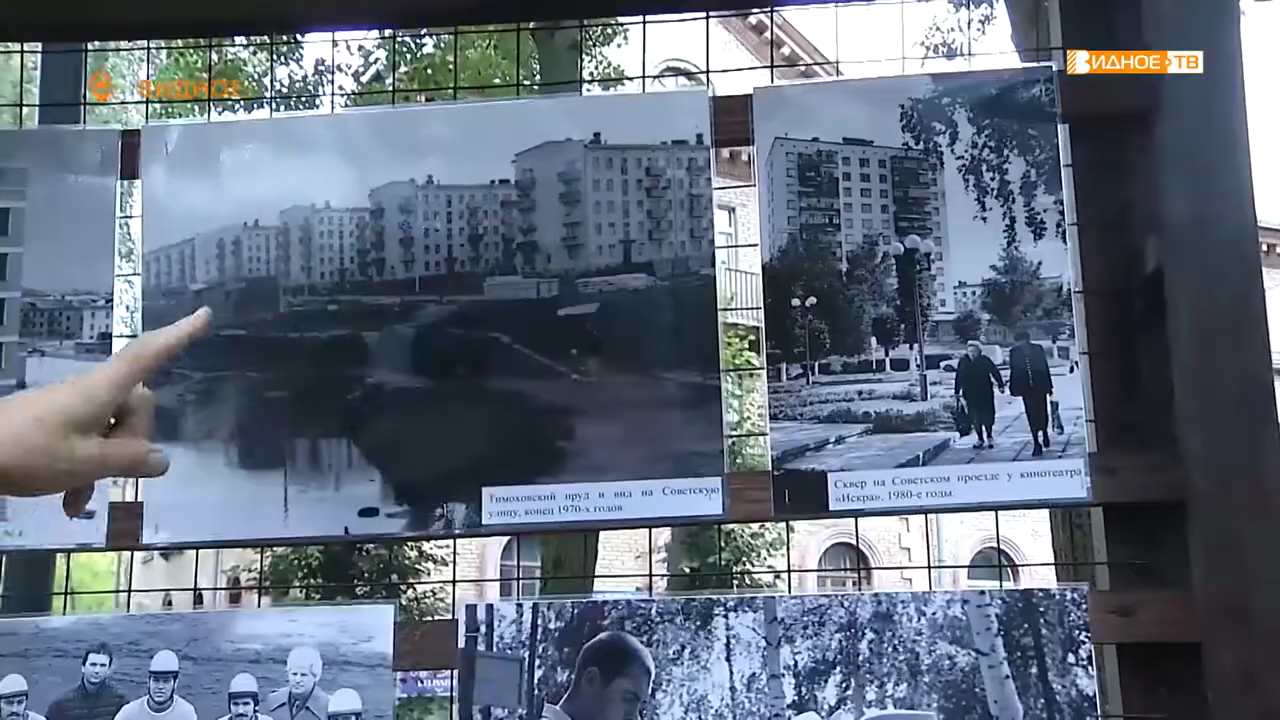 ВИДНОЕ-ТВ
Тимоховский пруд и вид на Советскую
улицу, конец 1970-х годов
Сквер на Советском проезде у кинотеатра
«Искра». 1980-е годы.